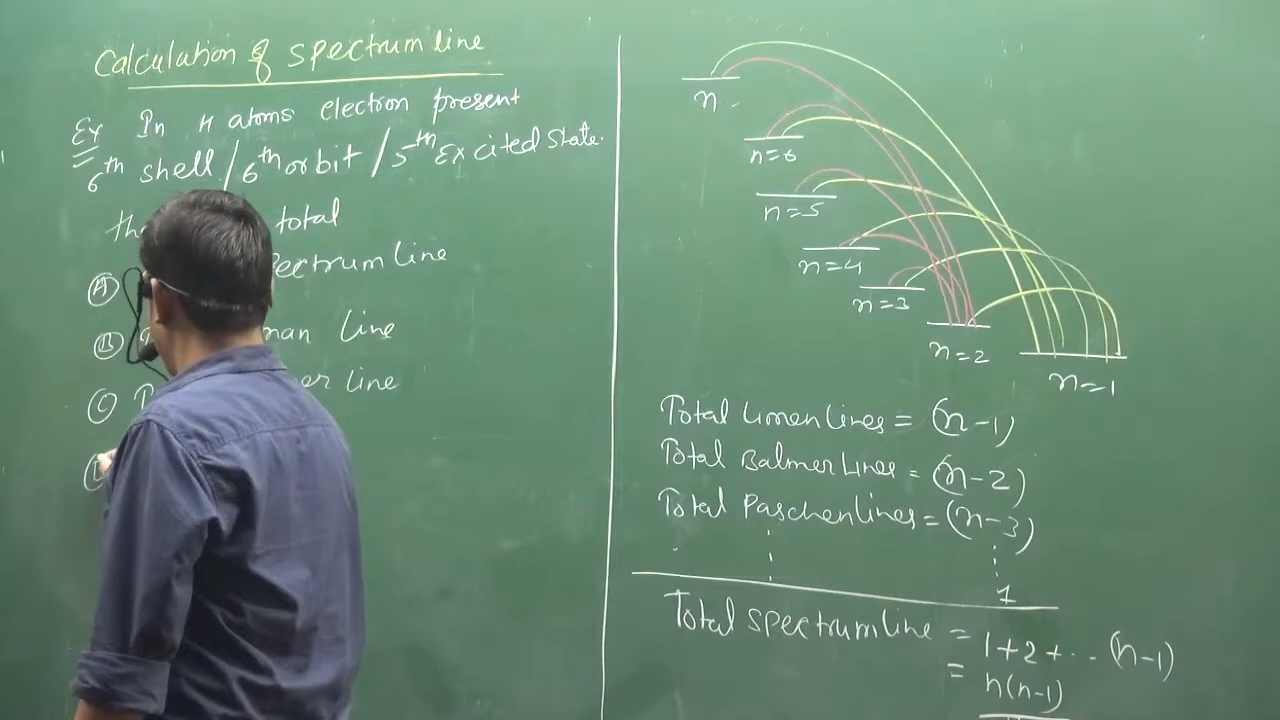 Calculation of spectrum line
Ex In H atoms electron present
6th shell / 6th orbit / 5th Excited State.
total
spectrum line
(A)
(B) line
(C) line
n
n=6
n=5
n=4
n=3
n=2
n=1
Total Limen Lines = (n-1)
Total Balmer Lines = (n-2)
Total Paschen Lines = (n-3)
1
Total spectrum line = 1+2+... (n-1)
= n(n-1)